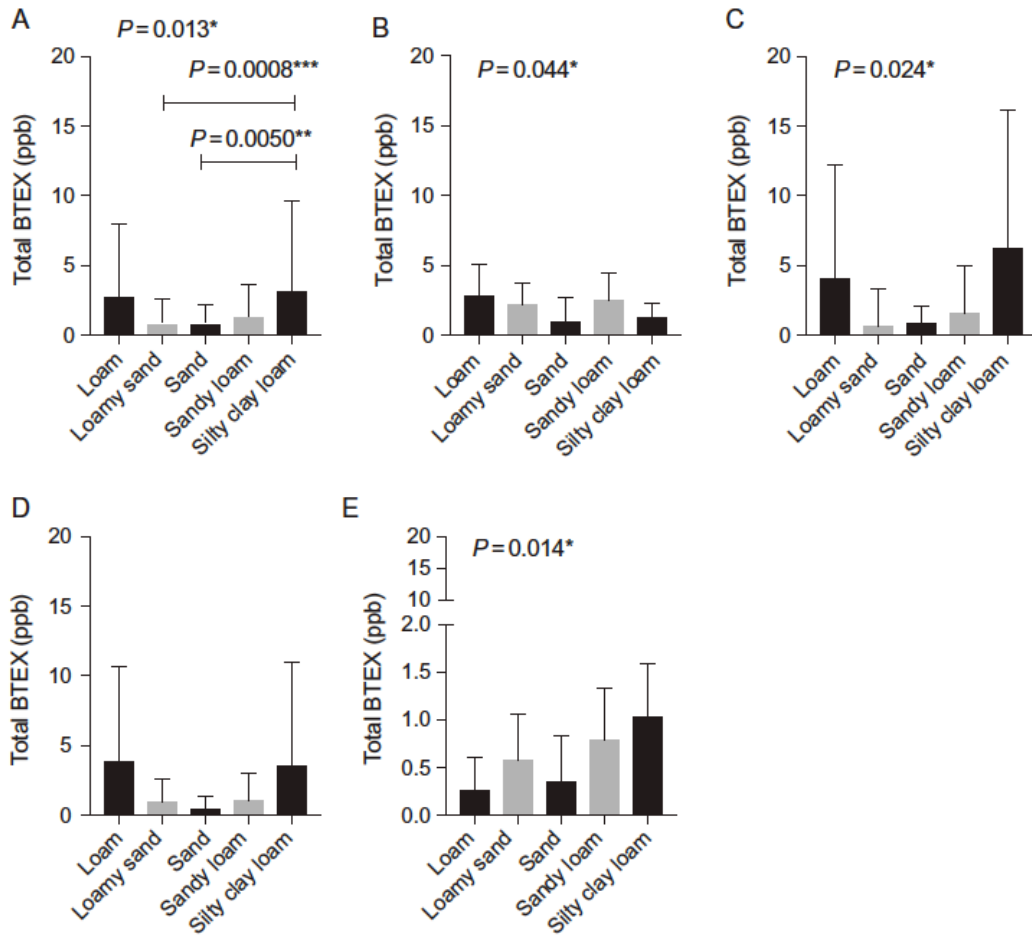 A
P=0.013*
P=0.0008***
P=0.0050**
Total BTEX (ppb)
20
15
10
5
0
Loam
Loamy sand
Sand
Sandy loam
Silty clay loam
B
P=0.044*
Total BTEX (ppb)
20
15
10
5
0
Loam
Loamy sand
Sand
Sandy loam
Silty clay loam
C
P=0.024*
Total BTEX (ppb)
20
15
10
5
0
Loam
Loamy sand
Sand
Sandy loam
Silty clay loam
D
Total BTEX (ppb)
20
15
10
5
0
Loam
Loamy sand
Sand
Sandy loam
Silty clay loam
E
P=0.014*
Total BTEX (ppb)
20
15
10
2.0
1.5
1.0
0.5
0.0
Loam
Loamy sand
Sand
Sandy loam
Silty clay loam